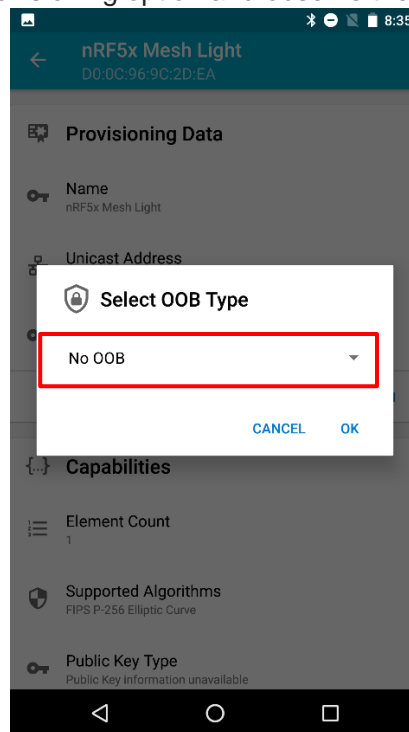 8:35
nRF5x Mesh Light
D0:0C:96:9C:2D:EA
Provisioning Data
Name
nRF5x Mesh Light
Unicast Address
Select OOB Type
No OOB
CANCEL OK
{...} Capabilities
Element Count
1
Supported Algorithms
FIPS P-256 Elliptic Curve
Public Key Type
Public Key information unavailable